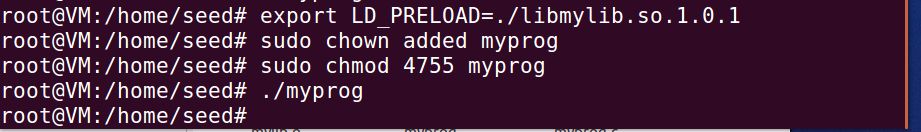 root@VM:/home/seed# export LD_PRELOAD=./libmylib.so.1.0.1
root@VM:/home/seed# sudo chown added myprog
root@VM:/home/seed# sudo chmod 4755 myprog
root@VM:/home/seed# ./myprog
root@VM:/home/seed#